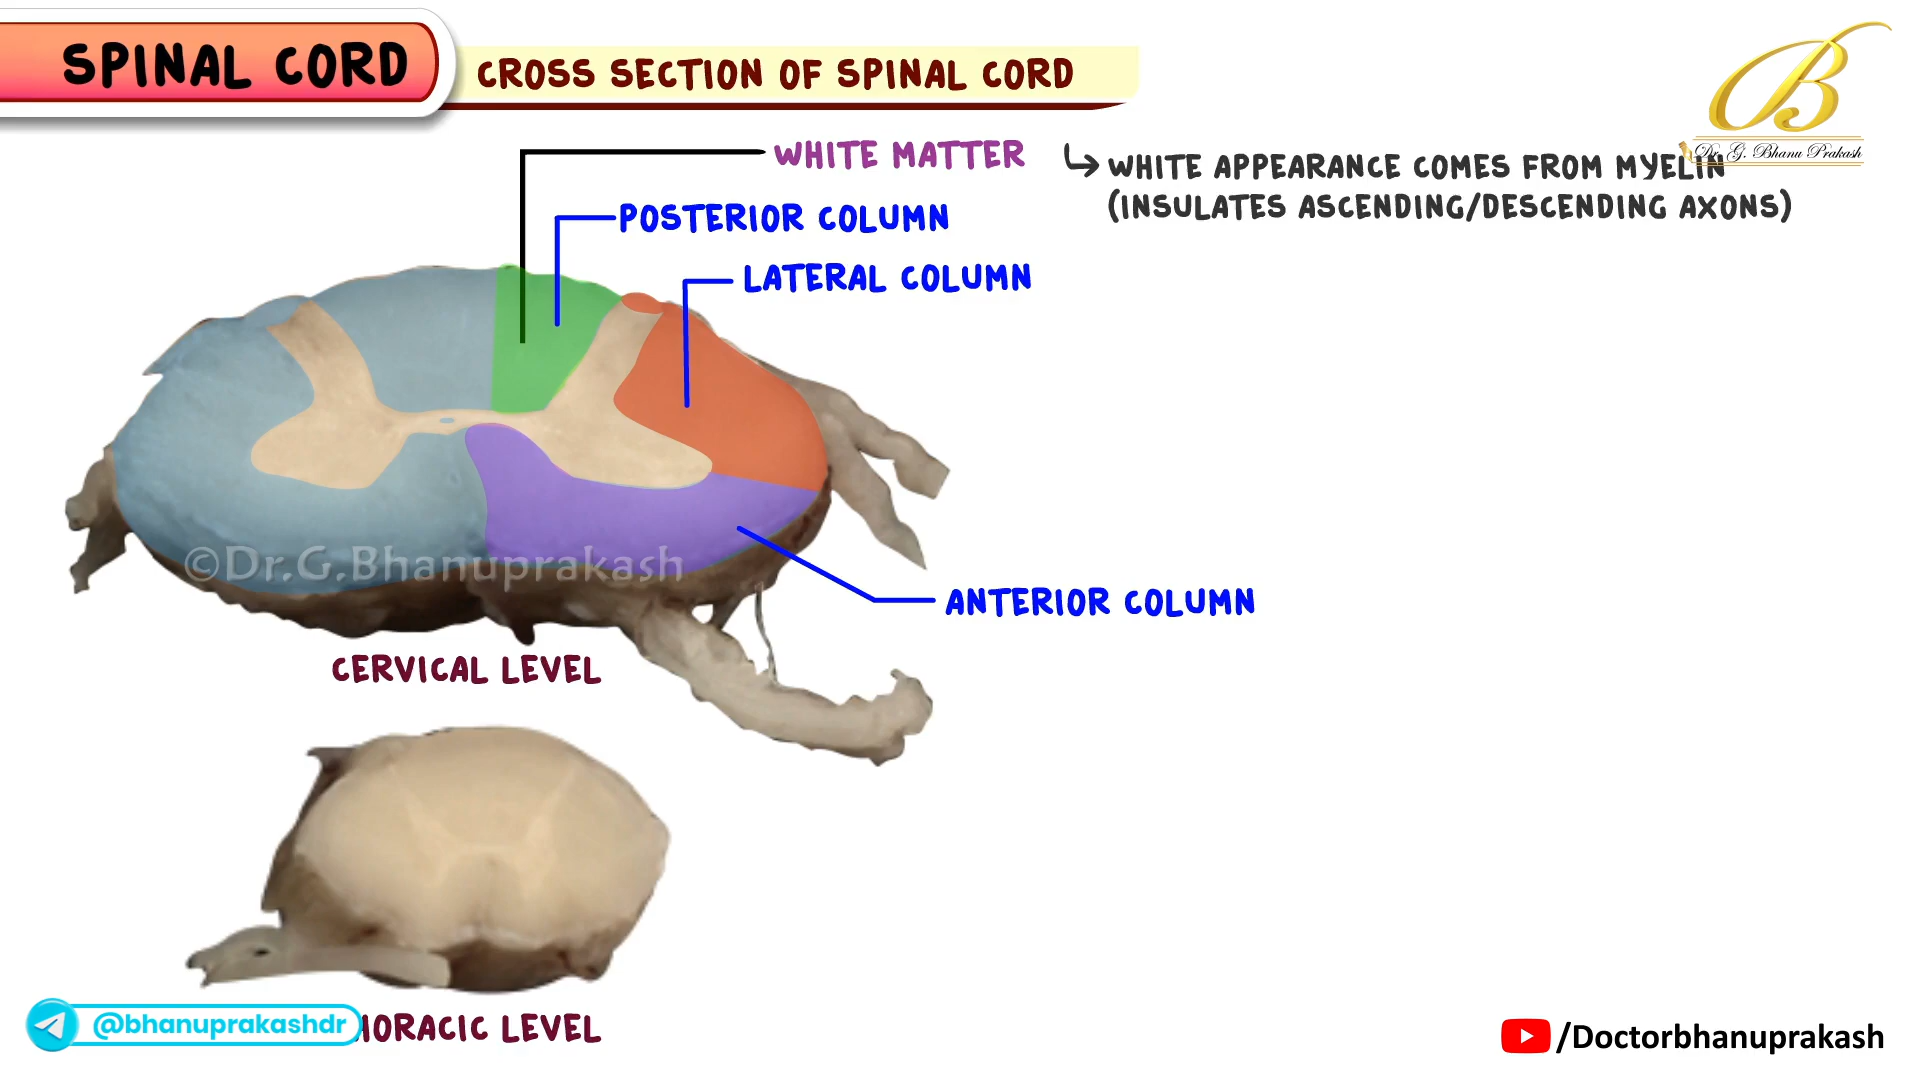 SPINAL CORD
CROSS SECTION OF SPINAL CORD
Dr. G. Bhanu Prakash
WHITE MATTER
WHITE APPEARANCE COMES FROM MYELIN
(INSULATES ASCENDING/DESCENDING AXONS)
POSTERIOR COLUMN
LATERAL COLUMN
©Dr.G.Bhanuprakash
ANTERIOR COLUMN
CERVICAL LEVEL
@bhanuprakashdr
HORACIC LEVEL
/Doctorbhanuprakash